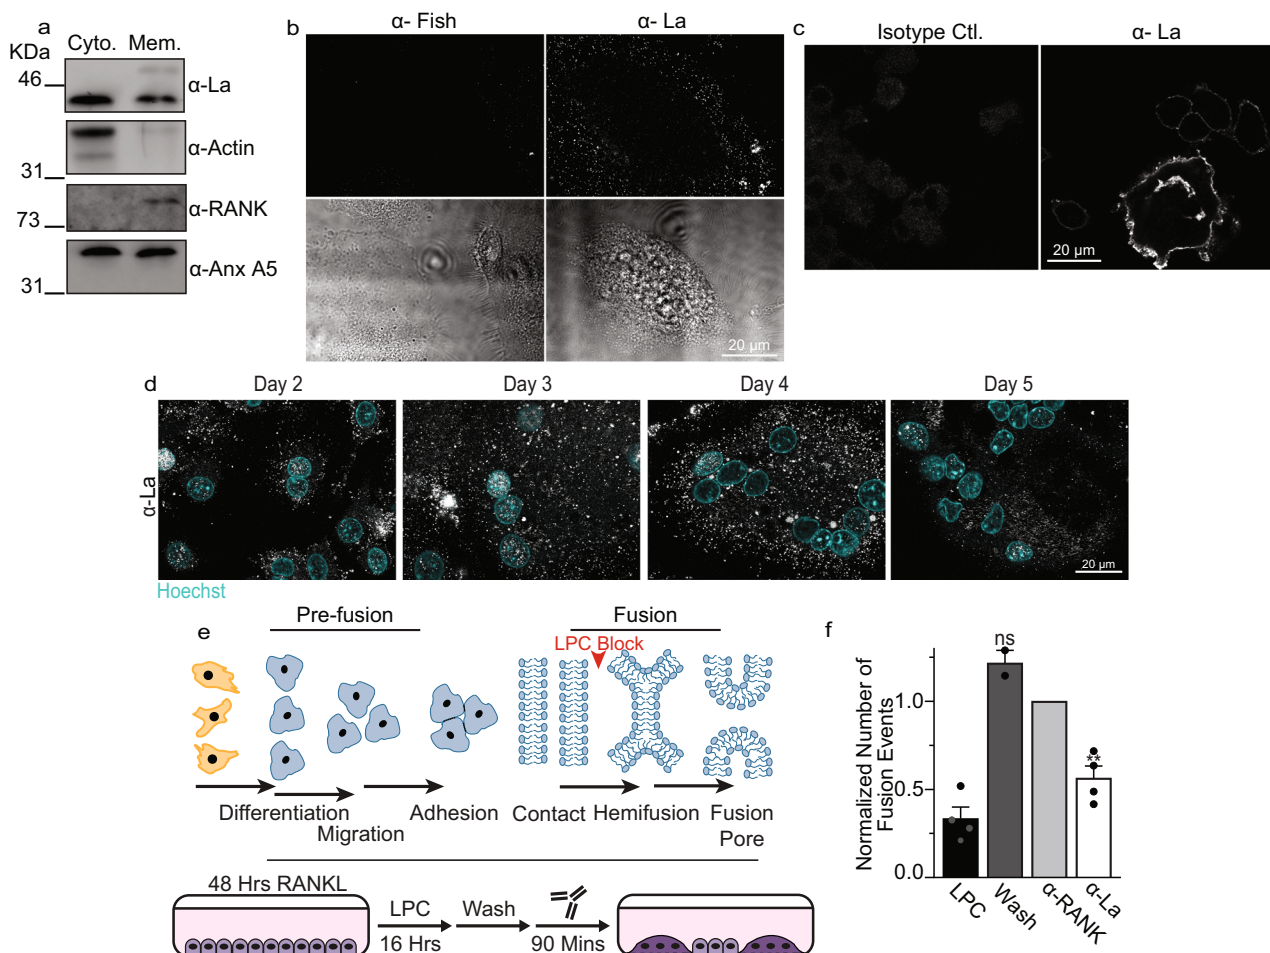 a
KDa
Cyto. Mem.
46
α-La
α-Actin
31
α-RANK
73
α-Anx A5
31
b
α- Fish
α- La
20 µm
c
Isotype Ctl.
α- La
20 µm
d
Day 2
Day 3
Day 4
Day 5
α-La
20 µm
Hoechst
e
Pre-fusion
Fusion
LPC Block
Differentiation
Migration
Adhesion
Contact
Hemifusion
Fusion
Pore
48 Hrs RANKL
LPC
16 Hrs
Wash
90 Mins
f
Normalized Number of
Fusion Events
1.0
0.5
0.0
ns
**
LPC
Wash
α-RANK
α-La